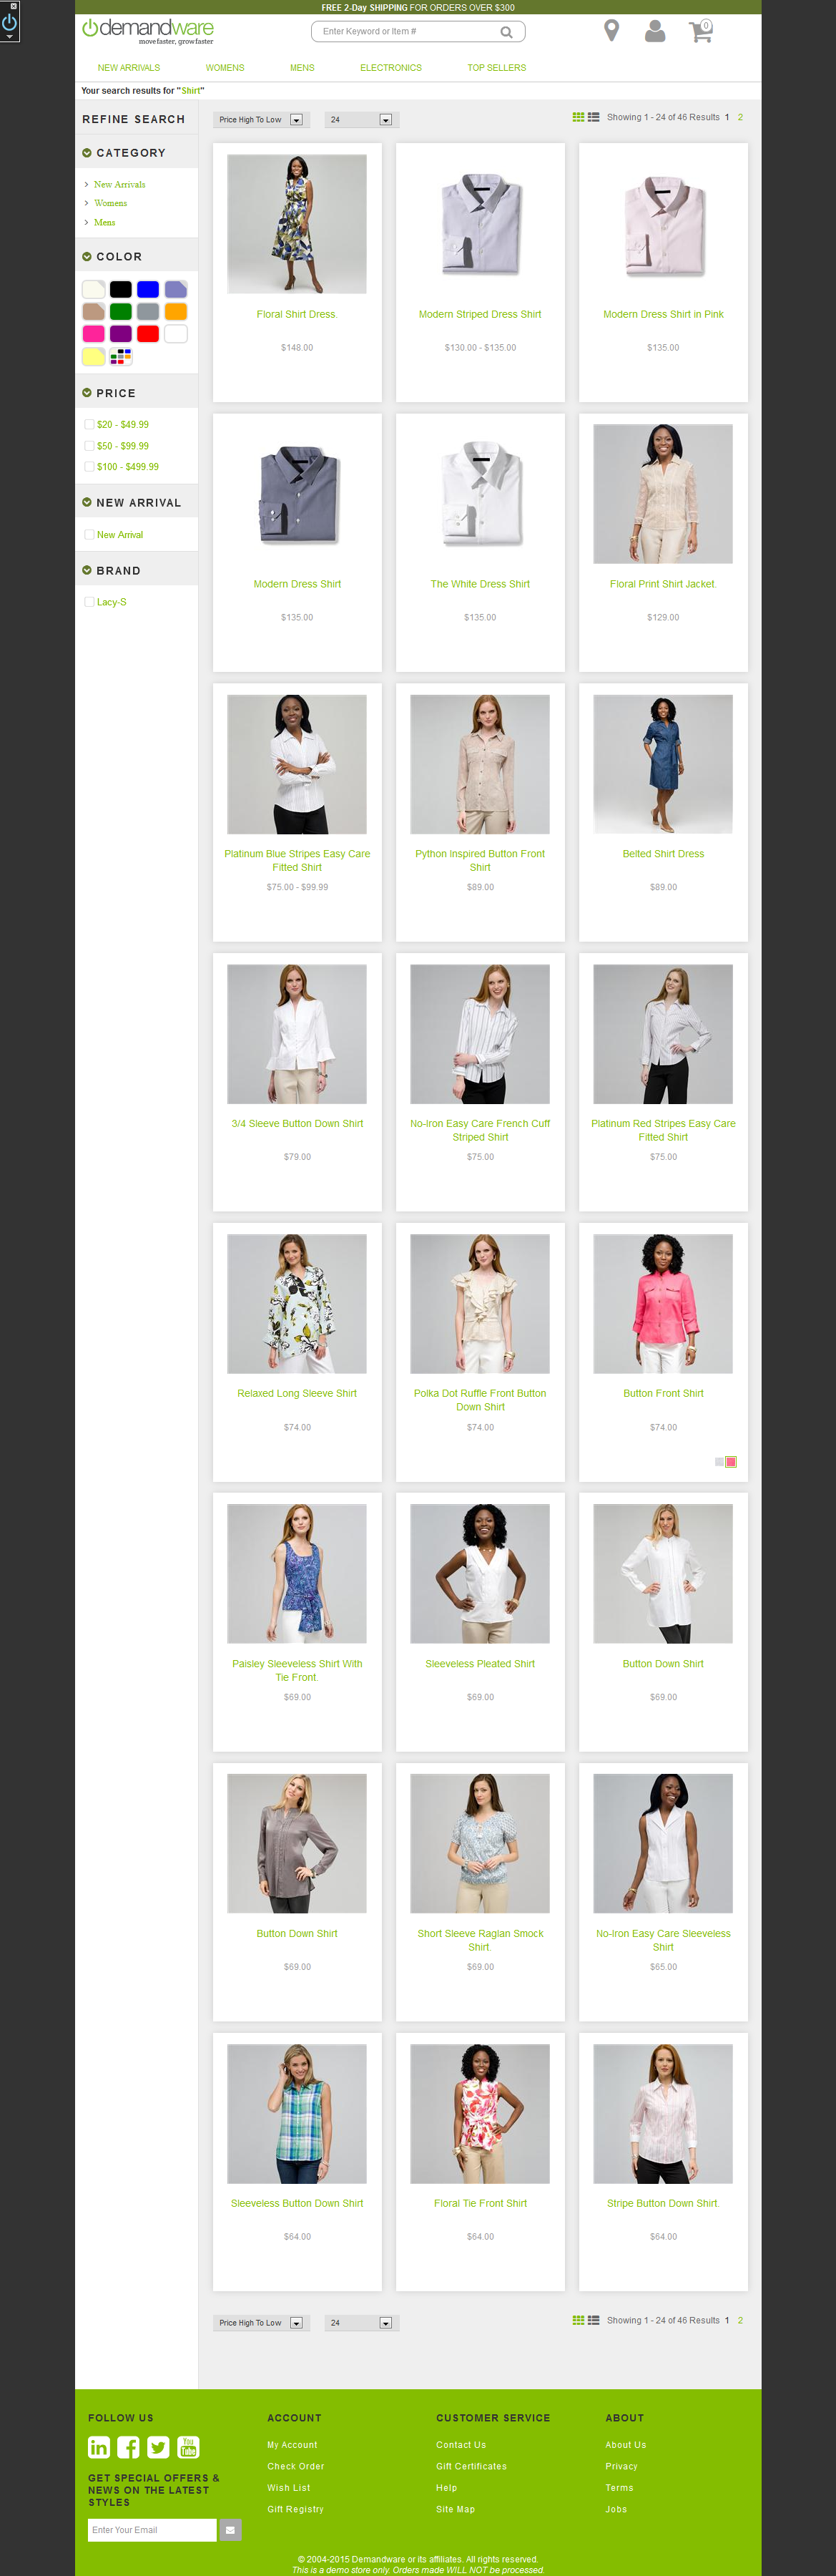 FREE 2-Day SHIPPING FOR ORDERS OVER $300
demandware
move faster, grow faster
Enter Keyword or Item #
0
NEW ARRIVALS WOMENS MENS ELECTRONICS TOP SELLERS
Your search results for "Shirt"
REFINE SEARCH
CATEGORY
New Arrivals
Womens
Mens
COLOR
PRICE
$20 - $49.99
$50 - $99.99
$100 - $499.99
NEW ARRIVAL
New Arrival
BRAND
Lacy-S
Price High To Low 24 Showing 1 - 24 of 46 Results 1 2
Floral Shirt Dress. Modern Striped Dress Shirt Modern Dress Shirt in Pink
$148.00 $130.00 - $135.00 $135.00
Modern Dress Shirt The White Dress Shirt Floral Print Shirt Jacket.
$135.00 $135.00 $129.00
Platinum Blue Stripes Easy Care Python Inspired Button Front Belted Shirt Dress
Fitted Shirt Shirt
$75.00 - $99.99 $89.00 $89.00
3/4 Sleeve Button Down Shirt No-Iron Easy Care French Cuff Platinum Red Stripes Easy Care
Striped Shirt Fitted Shirt
$79.00 $75.00 $75.00
Relaxed Long Sleeve Shirt Polka Dot Ruffle Front Button Button Front Shirt
Down Shirt
$74.00 $74.00 $74.00
Paisley Sleeveless Shirt With Sleeveless Pleated Shirt Button Down Shirt
Tie Front.
$69.00 $69.00 $69.00
Button Down Shirt Short Sleeve Raglan Smock No-Iron Easy Care Sleeveless
Shirt. Shirt
$69.00 $69.00 $65.00
Sleeveless Button Down Shirt Floral Tie Front Shirt Stripe Button Down Shirt.
$64.00 $64.00 $64.00
Price High To Low 24 Showing 1 - 24 of 46 Results 1 2
FOLLOW US
You
Tube
GET SPECIAL OFFERS &
NEWS ON THE LATEST
STYLES
Enter Your Email
ACCOUNT
My Account
Check Order
Wish List
Gift Registry
CUSTOMER SERVICE
Contact Us
Gift Certificates
Help
Site Map
ABOUT
About Us
Privacy
Terms
Jobs
© 2004-2015 Demandware or its affiliates. All rights reserved.
This is a demo store only. Orders made WILL NOT be processed.